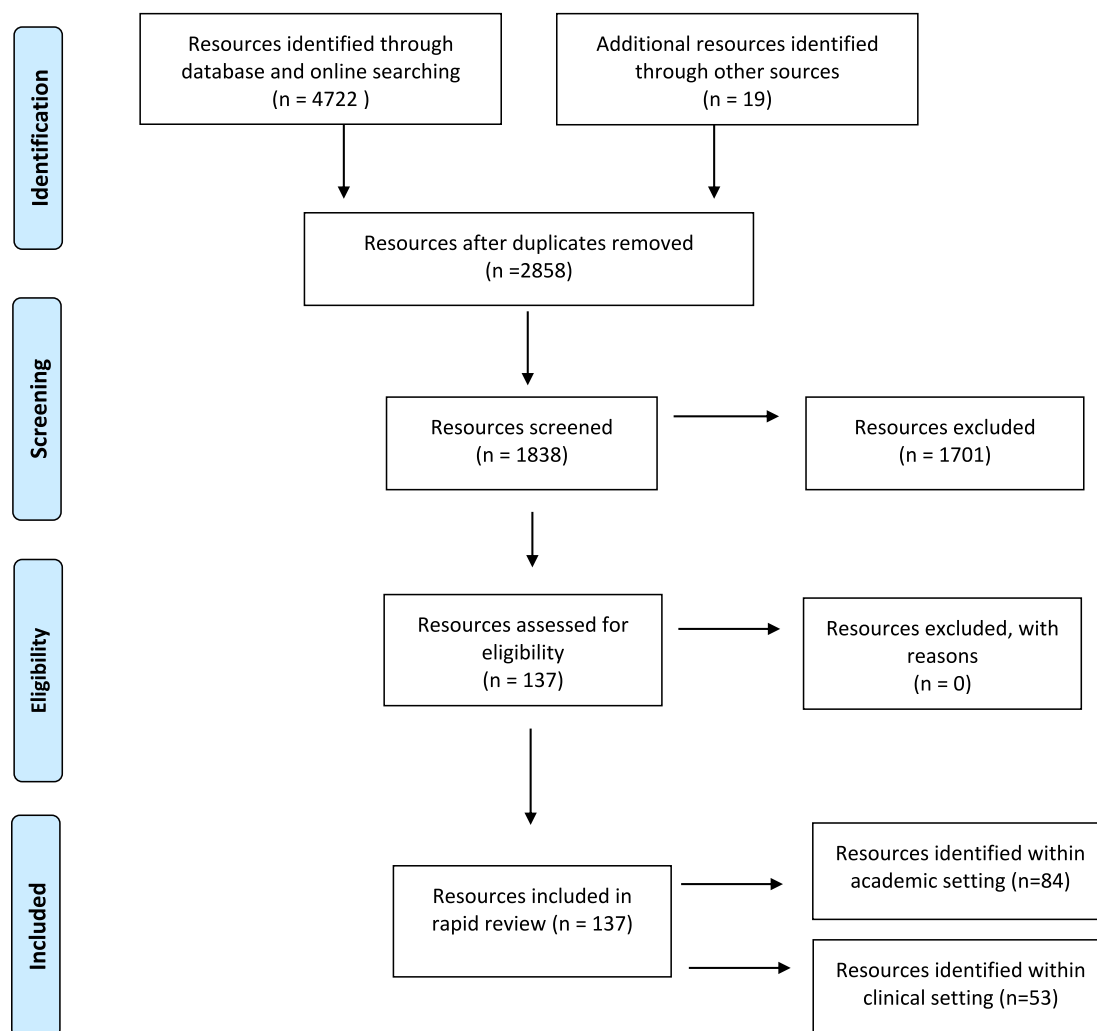 Identification
Resources identified through
database and online searching
(n = 4722 )
Additional resources identified
through other sources
(n = 19)
Resources after duplicates removed
(n =2858)
Screening
Resources screened
(n = 1838)
Resources excluded
(n = 1701)
Eligibility
Resources assessed for
eligibility
(n = 137)
Resources excluded, with
reasons
(n = 0)
Included
Resources included in
rapid review (n = 137)
Resources identified within
academic setting (n=84)
Resources identified within
clinical setting (n=53)